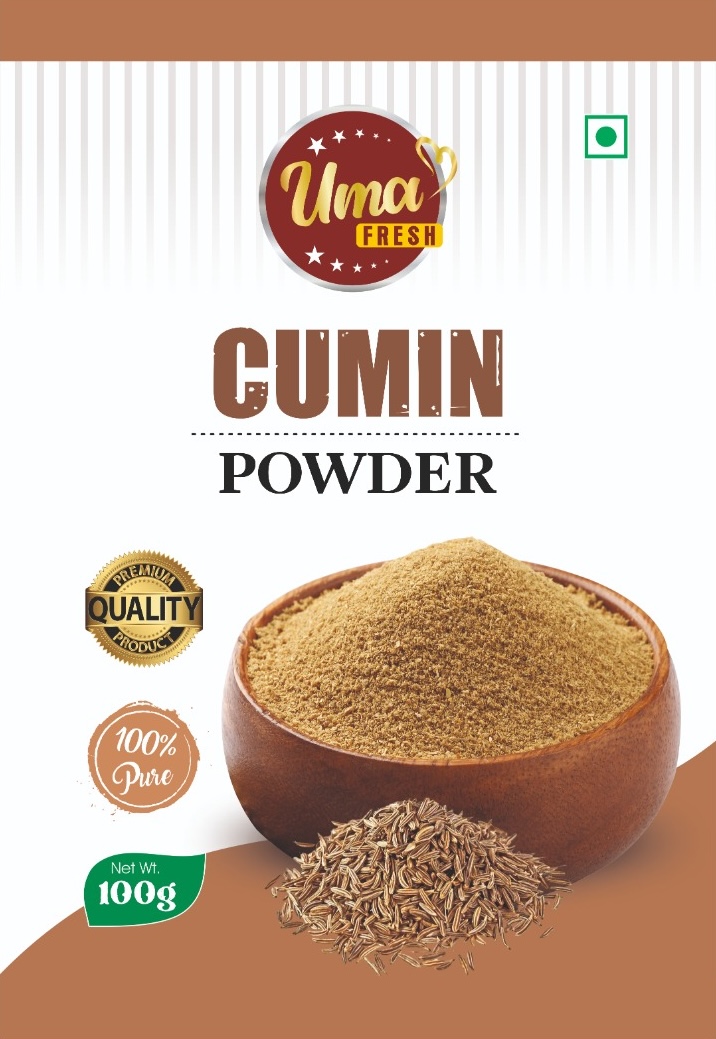 Uma
FRESH
CUMIN
POWDER
PREMIUM
QUALITY
PRODUCT
100%
Pure
Net Wt.
100g